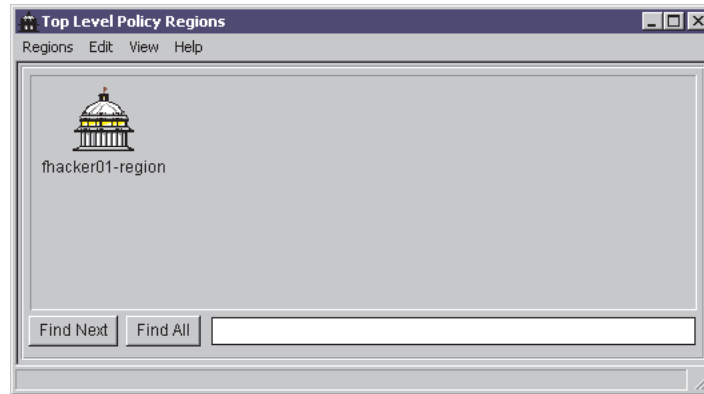 Top Level Policy Regions
Regions Edit View Help
fhacker01-region
Find Next Find All